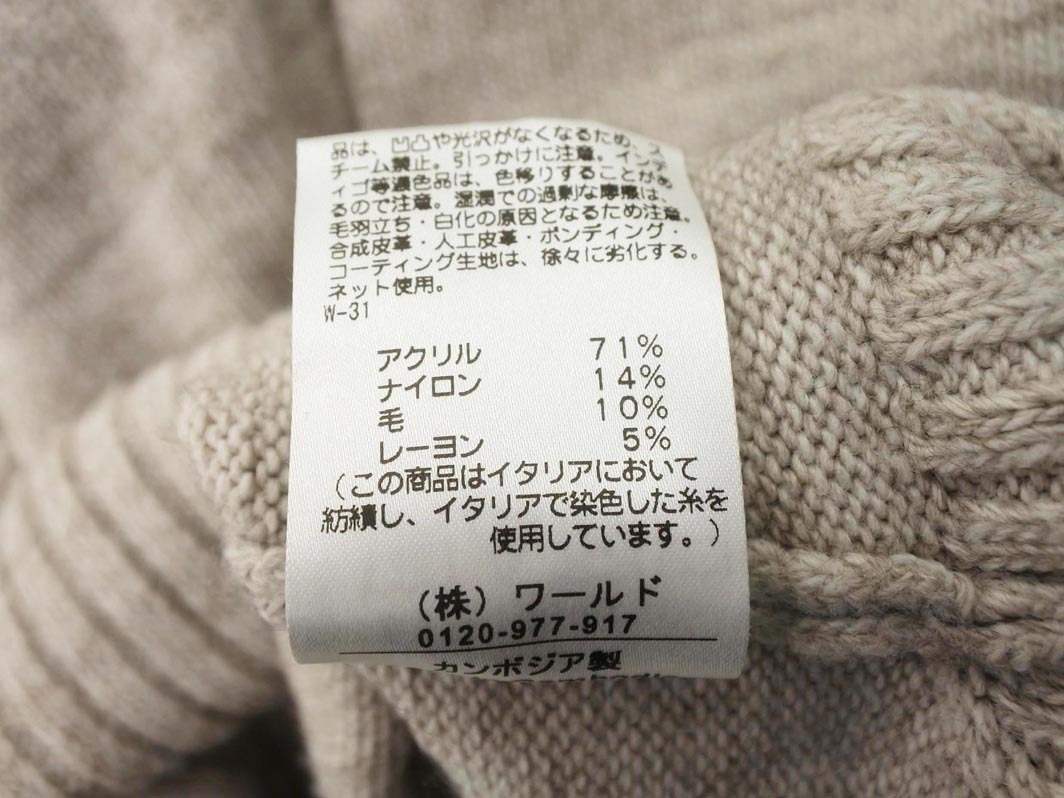 品は、凹凸や光沢がなくなるため、ス
チーム禁止。引っかけに注意。インデ
ィゴ等濃色品は、色移りすることがあ
るので注意。湿潤での過剰な摩擦は、
毛羽立ち・白化の原因となるため注意。
合成皮革・人工皮革・ボンディング・
コーティング生地は、徐々に劣化する。
ネット使用。
W-31
アクリル 71%
ナイロン 14%
毛 10%
レーヨン 5%
(この商品はイタリアにおいて
紡績し、イタリアで染色した糸を
使用しています。)
(株) ワールド
0120-977-917
カンボジア製